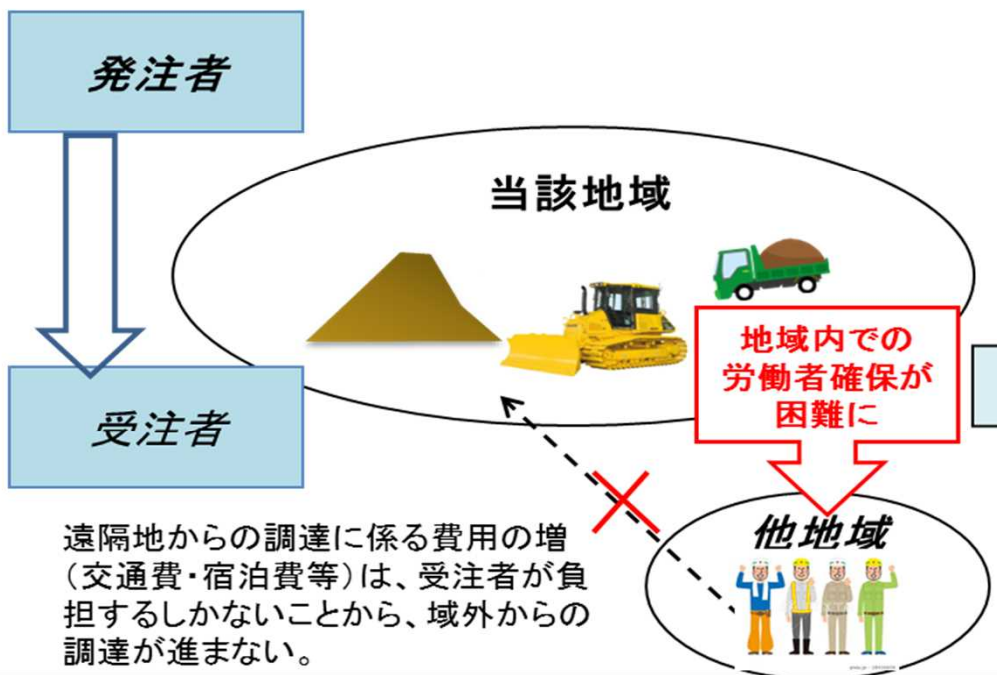 発注者
当該地域
地域内での
労働者確保が
困難に
受注者
遠隔地からの調達に係る費用の増
(交通費・宿泊費等)は、受注者が負
担するしかないことから、域外からの
調達が進まない。
他地域